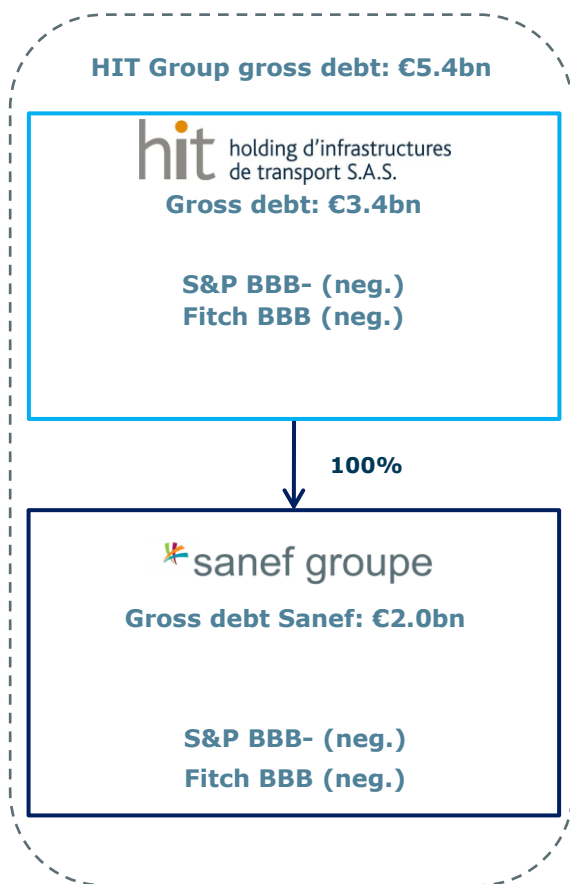 HIT Group gross debt: €5.4bn
hit holding d'infrastructures
de transport S.A.S.
Gross debt: €3.4bn
S&P BBB- (neg.)
Fitch BBB (neg.)
100%
sanef groupe
Gross debt Sanef: €2.0bn
S&P BBB- (neg.)
Fitch BBB (neg.)